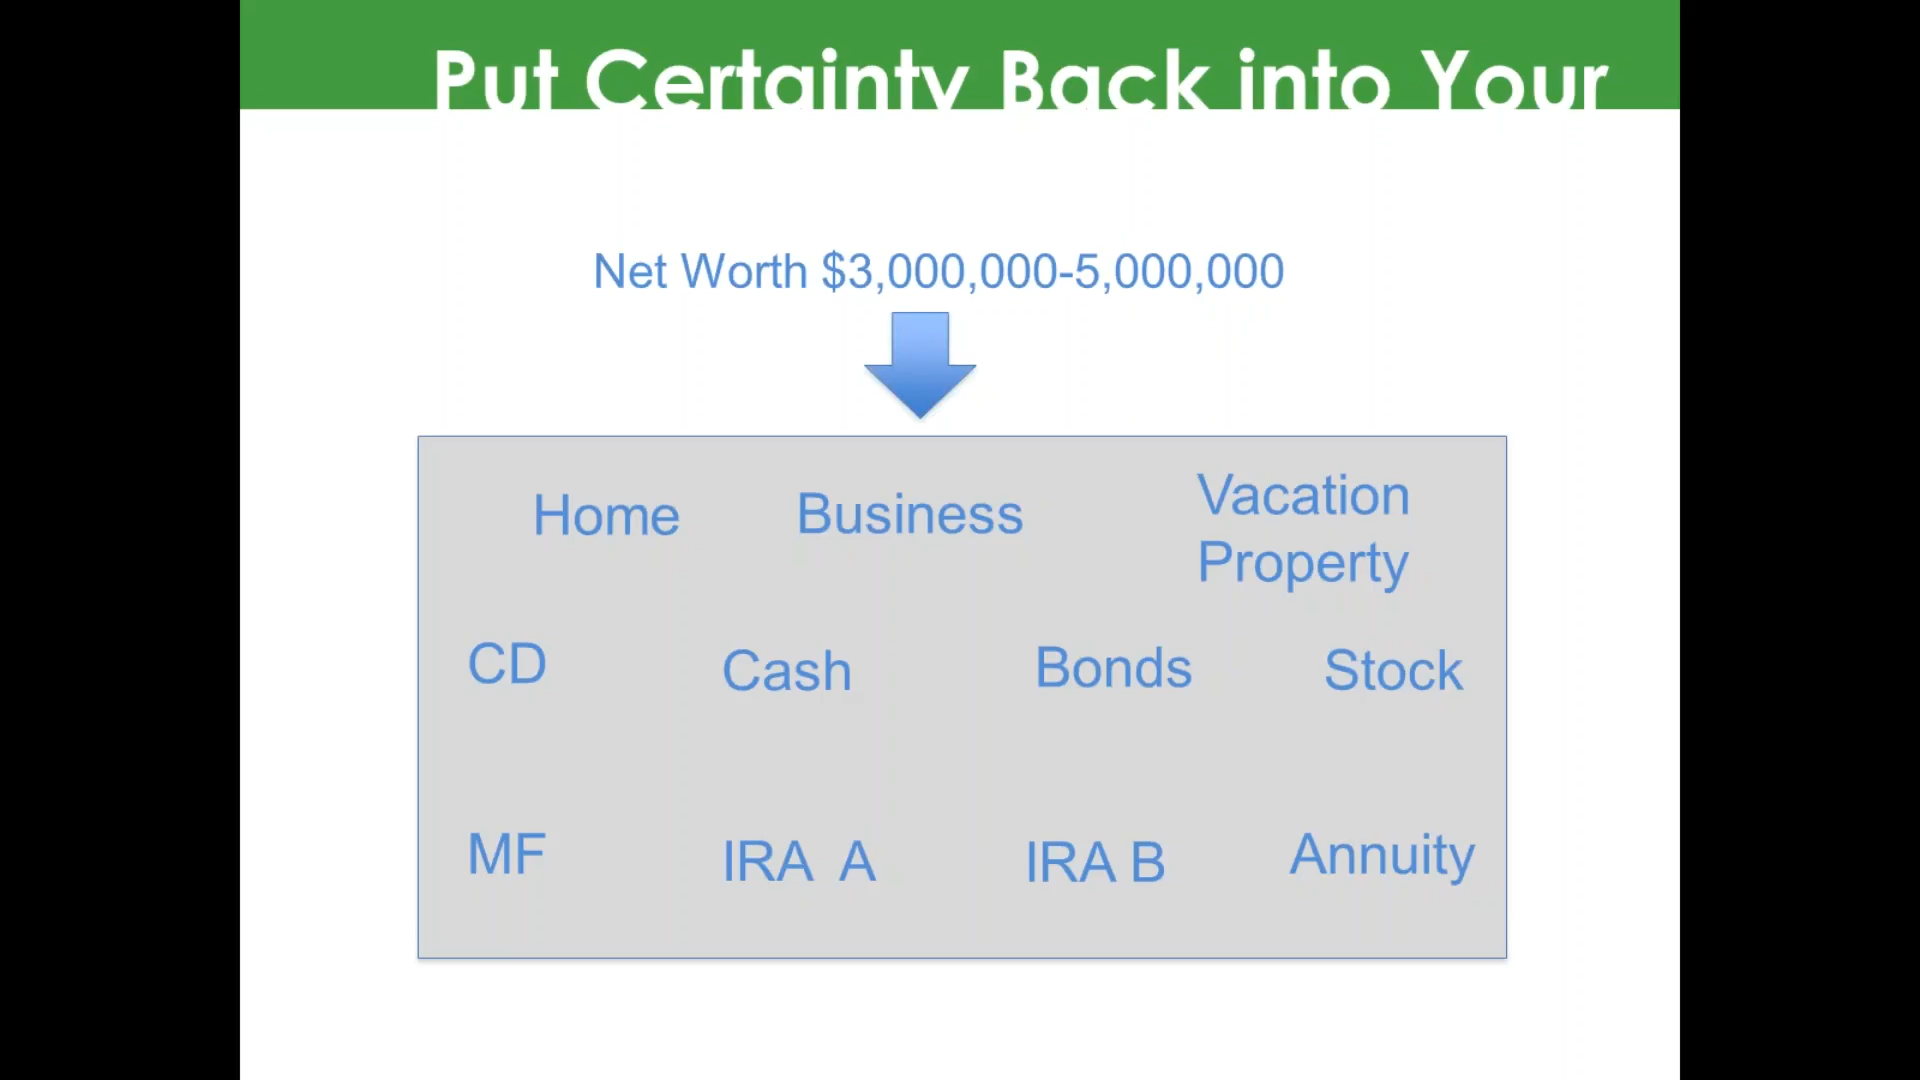 Put Certainty Back into Your
Net Worth $3,000,000-5,000,000
Home Business Vacation
Property
CD Cash Bonds Stock
MF IRA A IRA B Annuity